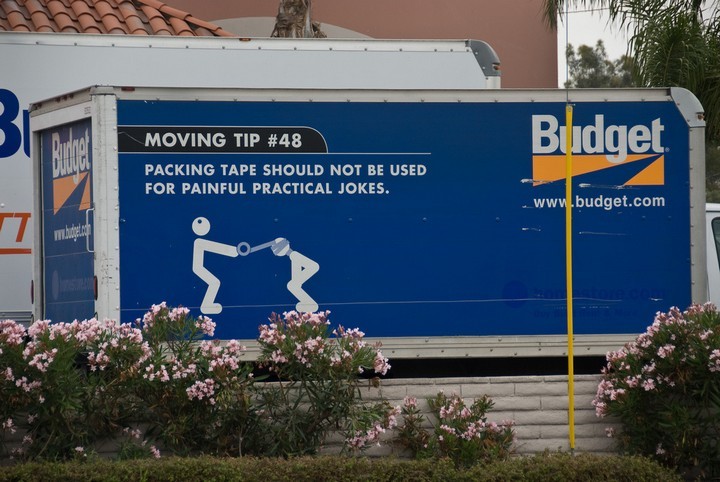 MOVING TIP #48
PACKING TAPE SHOULD NOT BE USED
FOR PAINFUL PRACTICAL JOKES.
Budget
www.budget.com
Budget
www.budget.com